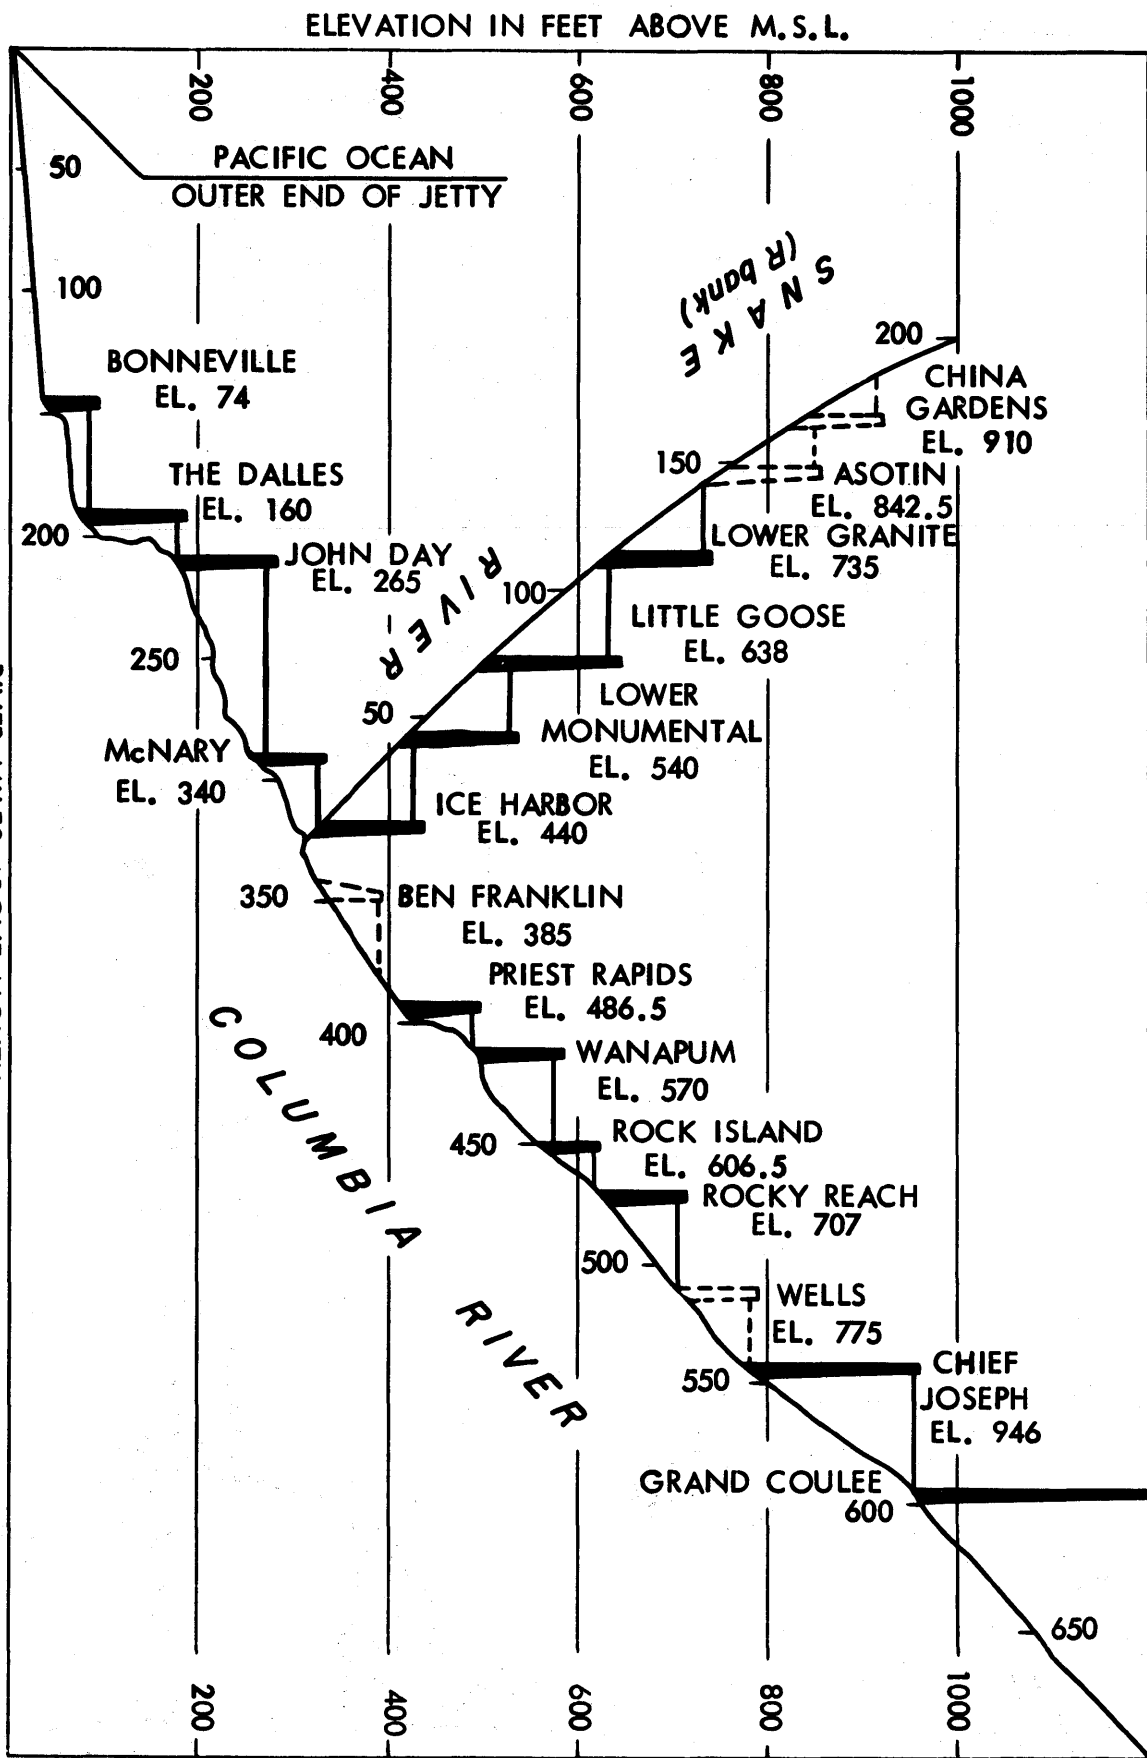 ELEVATION IN FEET ABOVE M.S.L.
200
400
600
800
1000
PACIFIC OCEAN
OUTER END OF JETTY
50
100
SNAKE
(R bank)
200
BONNEVILLE
EL. 74
CHINA
GARDENS
EL. 910
150
THE DALLES
EL. 160
ASOTIN
EL. 842.5
200
LOWER GRANITE
EL. 735
JOHN DAY
EL. 265
RIVER
100
LITTLE GOOSE
EL. 638
250
LOWER
MONUMENTAL
EL. 540
50
McNARY
EL. 340
ICE HARBOR
EL. 440
350
BEN FRANKLIN
EL. 385
PRIEST RAPIDS
EL. 486.5
400
COLUMBIA RIVER
WANAPUM
EL. 570
450
ROCK ISLAND
EL. 606.5
ROCKY REACH
EL. 707
500
WELLS
EL. 775
550
CHIEF
JOSEPH
EL. 946
GRAND COULEE
600
650
200
400
600
800
1000